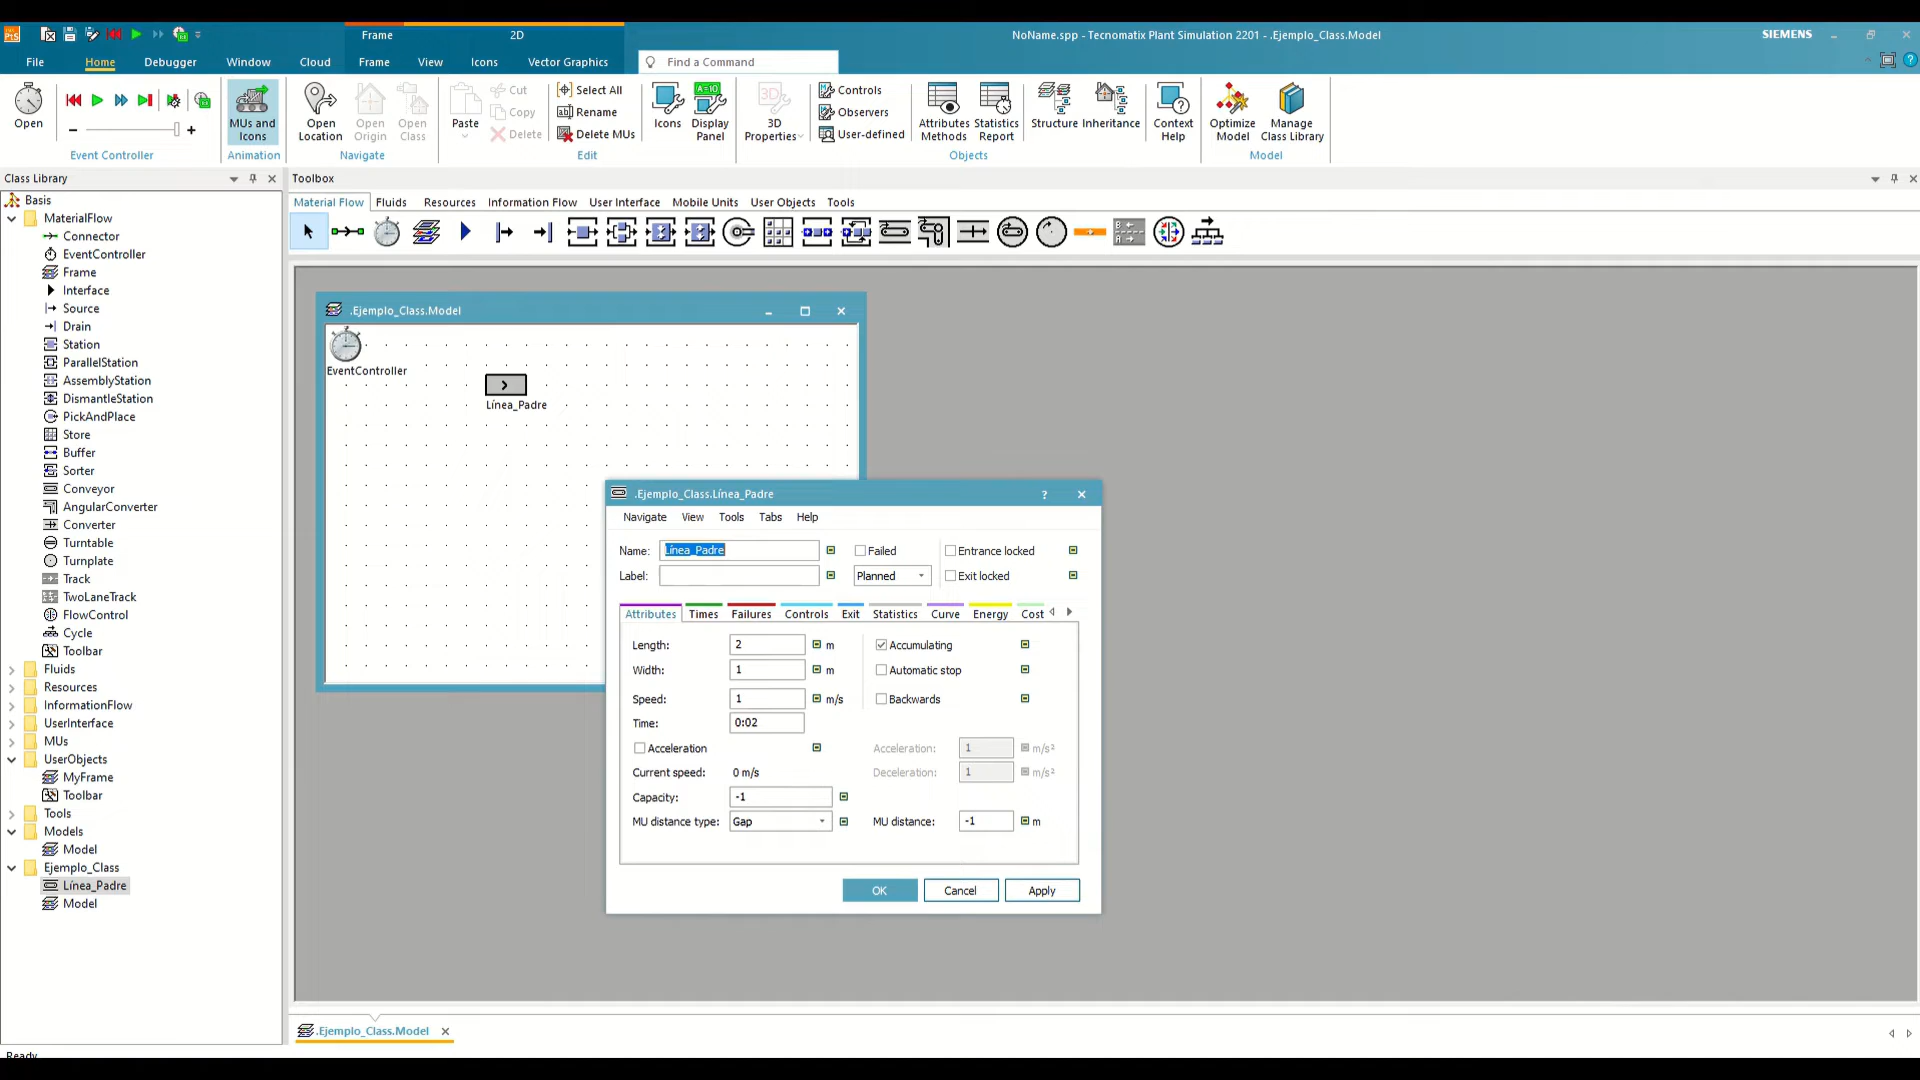 Frame
2D
NoName.spp - Tecnomatix Plant Simulation 2201 - .Ejemplo_Class.Model
SIEMENS
File
Home
Debugger
Window
Cloud
Frame
View
Icons
Vector Graphics
Find a Command
Open
Event Controller
MUs and Icons
Animation
Open Location
Open Origin
Open Class
Navigate
Paste
Cut
Copy
Delete
Select All
Rename
Delete MUs
Edit
Icons
Display Panel
3D Properties
Controls
Observers
User-defined
Attributes Methods
Statistics Report
Objects
Structure
Inheritance
Context Help
Optimize Model
Manage Class Library
Model
Class Library
Toolbox
Material Flow
Fluids
Resources
Information Flow
User Interface
Mobile Units
User Objects
Tools
Basis
MaterialFlow
Connector
EventController
Frame
Interface
Source
Drain
Station
ParallelStation
AssemblyStation
DismantleStation
PickAndPlace
Store
Buffer
Sorter
Conveyor
AngularConverter
Converter
Turntable
Turnplate
Track
TwoLaneTrack
FlowControl
Cycle
Toolbar
Fluids
Resources
InformationFlow
UserInterface
MUs
UserObjects
MyFrame
Toolbar
Tools
Models
Model
Ejemplo_Class
Línea_Padre
Model
.Ejemplo_Class.Model
EventController
Línea_Padre
.Ejemplo_Class.Línea_Padre
?
Navigate
View
Tools
Tabs
Help
Name: Línea_Padre
Failed
Entrance locked
Label:
Planned
Exit locked
Attributes
Times
Failures
Controls
Exit
Statistics
Curve
Energy
Cost
Length: 2 m
Accumulating
Width: 1 m
Automatic stop
Speed: 1 m/s
Backwards
Time: 0:02
Acceleration
Acceleration: 1 m/s²
Current speed: 0 m/s
Deceleration: 1 m/s²
Capacity: -1
MU distance type: Gap
MU distance: -1 m
OK
Cancel
Apply
.Ejemplo_Class.Model
Ready